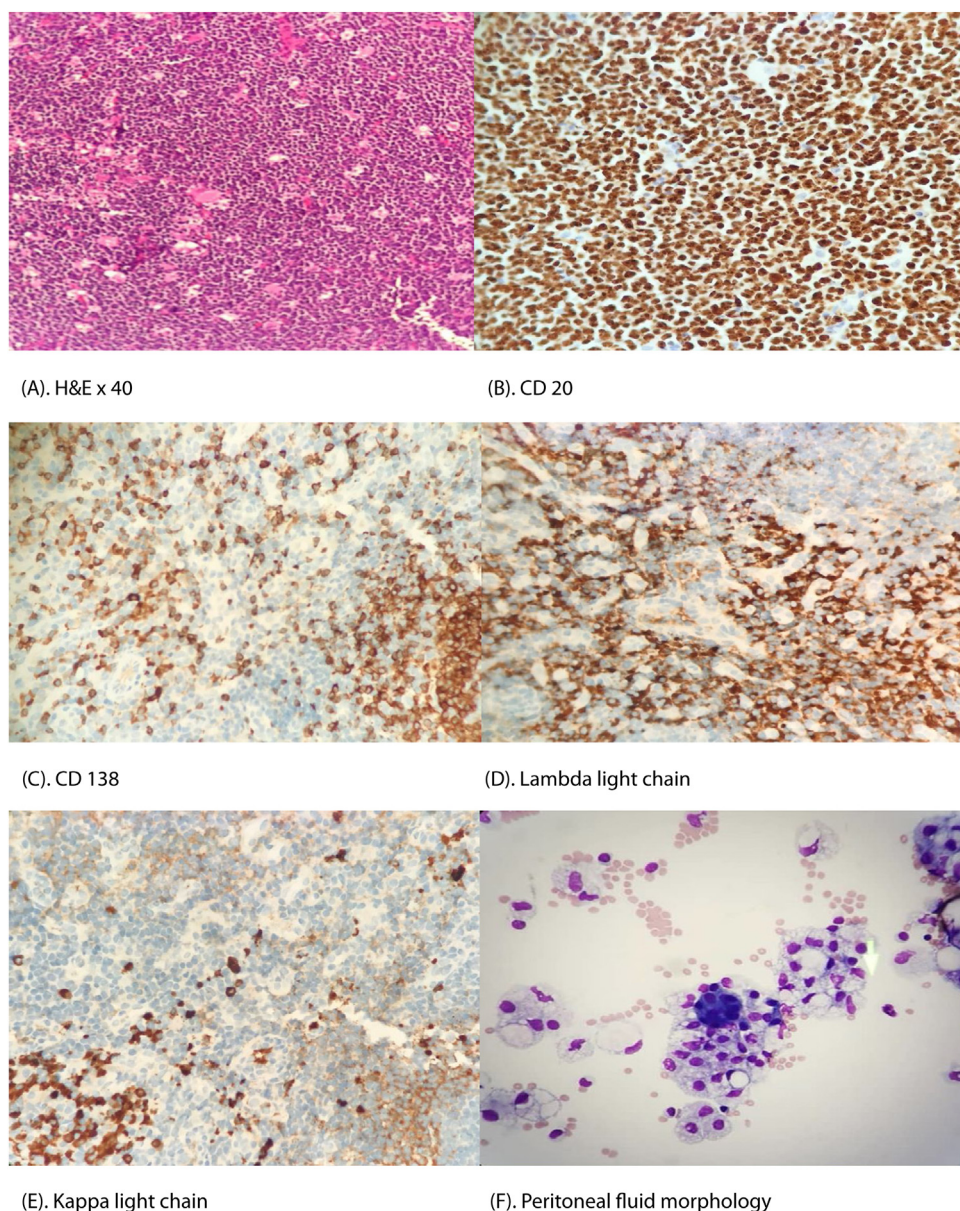 (A). H&E x 40
(B). CD 20
(C). CD 138
(D). Lambda light chain
(E). Kappa light chain
(F). Peritoneal fluid morphology